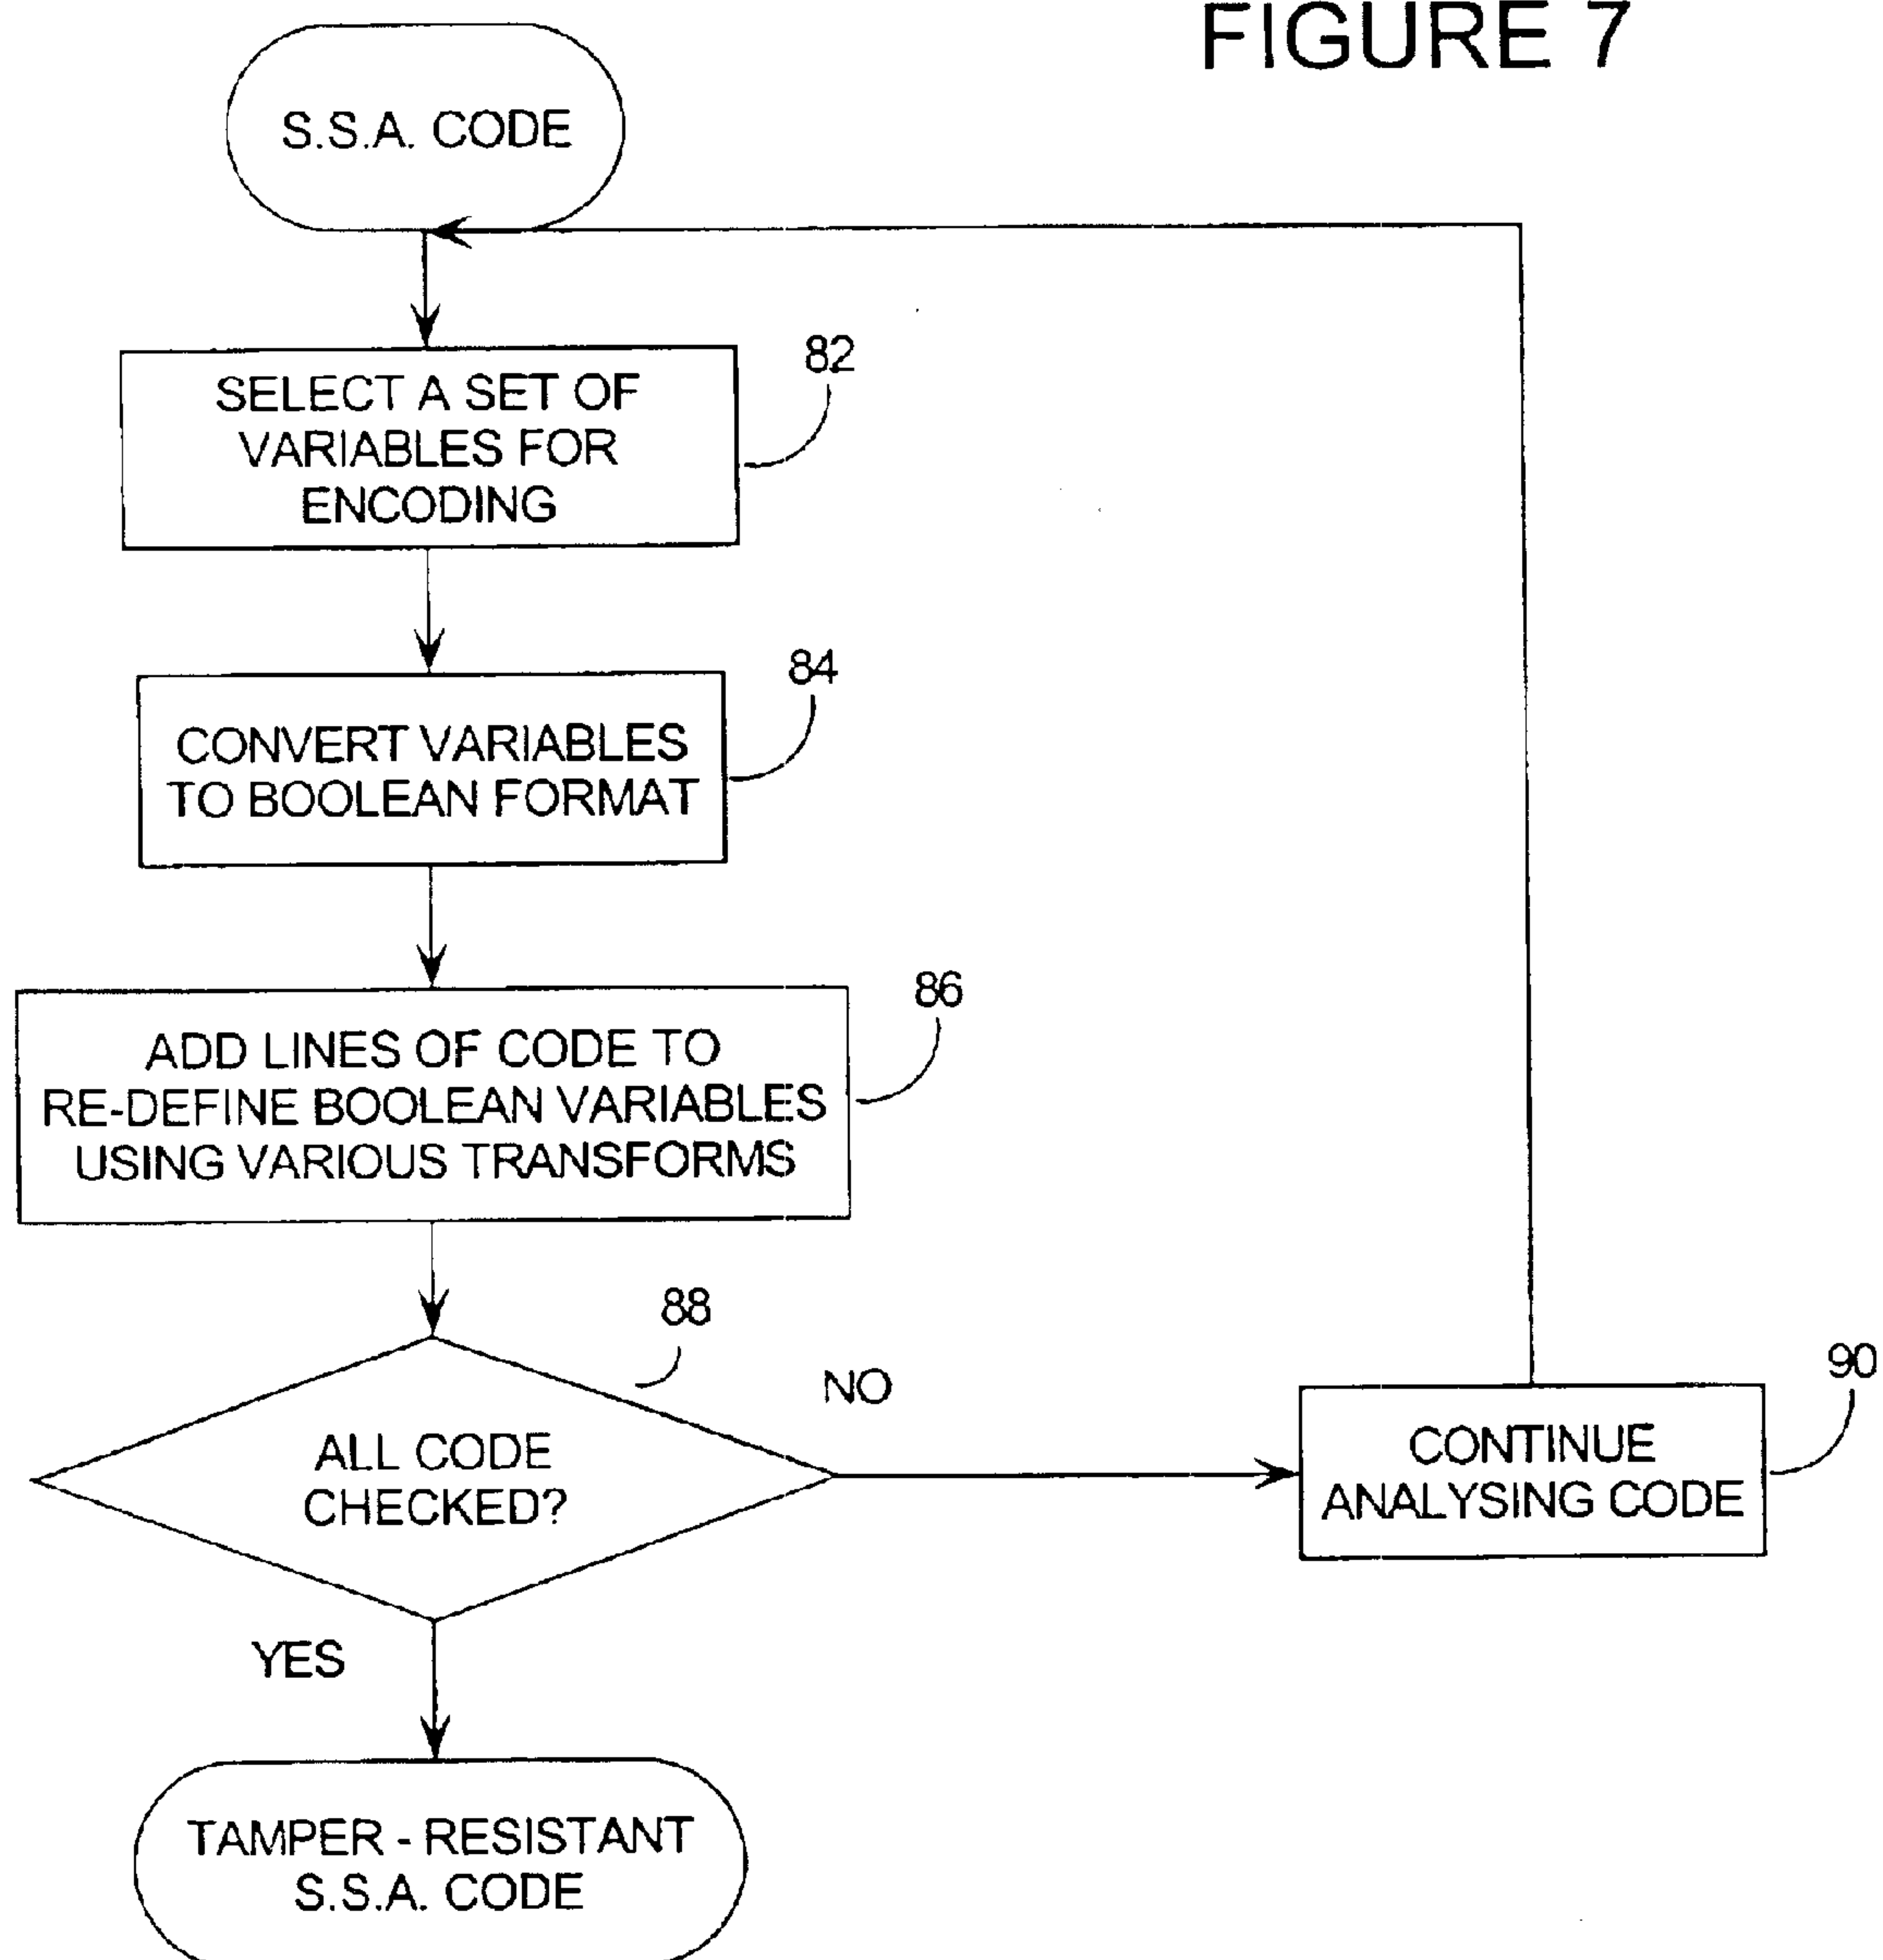 FIGURE 7
S.S.A. CODE
82
SELECT A SET OF
VARIABLES FOR
ENCODING
84
CONVERT VARIABLES
TO BOOLEAN FORMAT
86
ADD LINES OF CODE TO
RE-DEFINE BOOLEAN VARIABLES
USING VARIOUS TRANSFORMS
88
ALL CODE
CHECKED?
NO
90
CONTINUE
ANALYSING CODE
YES
TAMPER - RESISTANT
S.S.A. CODE